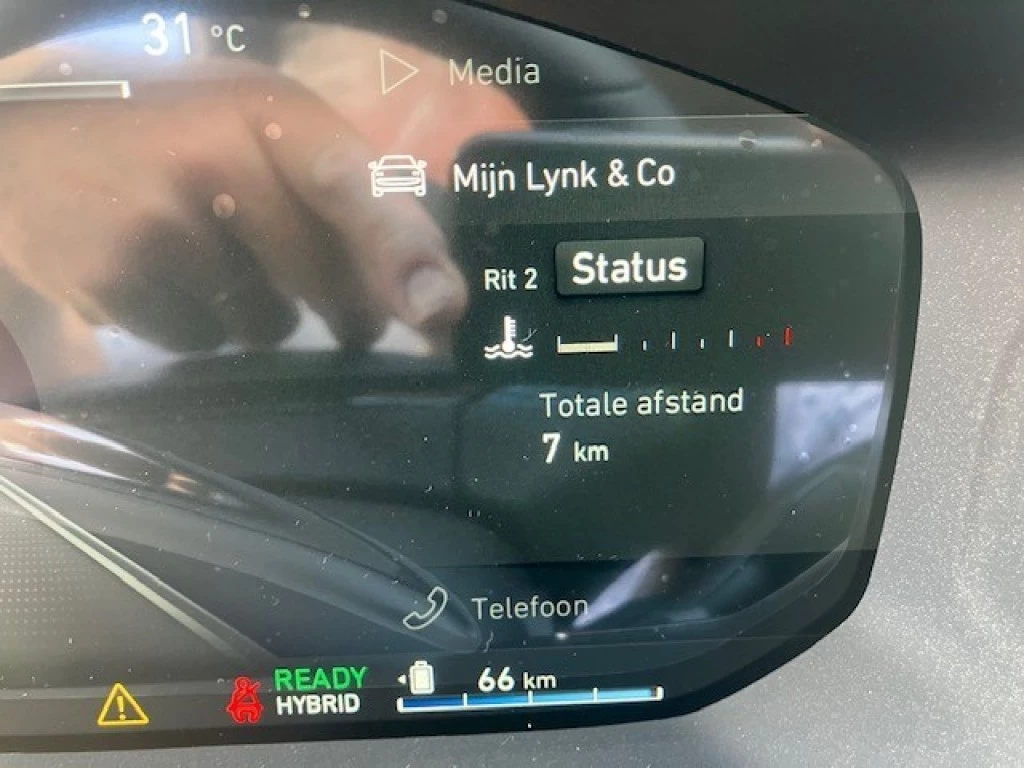 31 °C
Media
Mijn Lynk & Co
Rit 2 Status
Totale afstand
7 km
Telefoon
READY
HYBRID
66 km